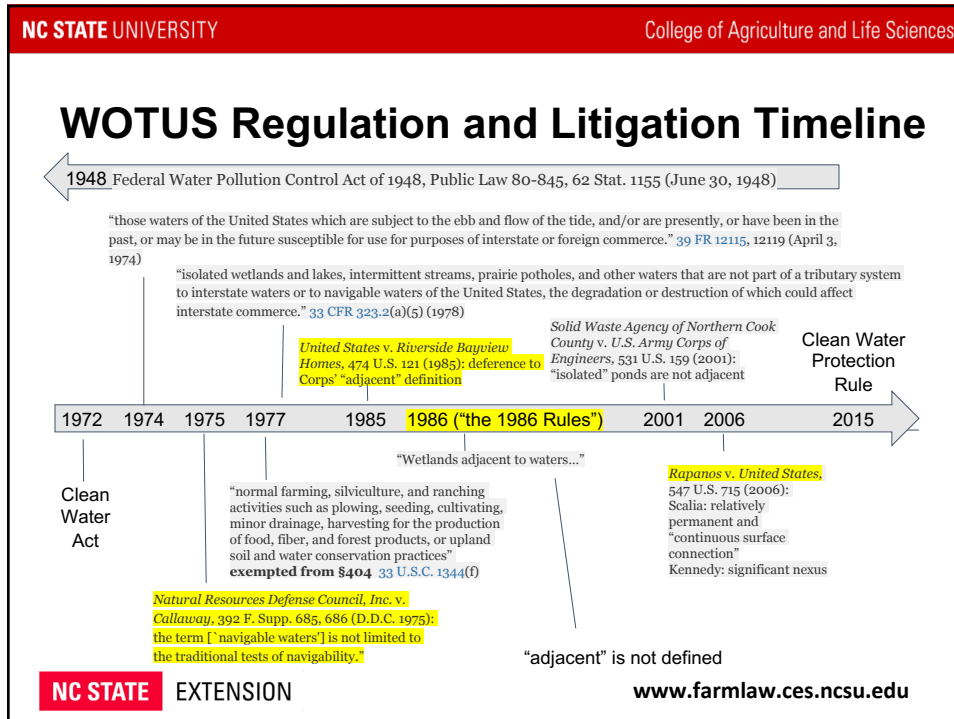 NC STATE UNIVERSITY
College of Agriculture and Life Sciences
WOTUS Regulation and Litigation Timeline
1948 Federal Water Pollution Control Act of 1948, Public Law 80-845, 62 Stat. 1155 (June 30, 1948)
“those waters of the United States which are subject to the ebb and flow of the tide, and/or are presently, or have been in the
past, or may be in the future susceptible for use for purposes of interstate or foreign commerce.” 39 FR 12115, 12119 (April 3,
1974)
“isolated wetlands and lakes, intermittent streams, prairie potholes, and other waters that are not part of a tributary system
to interstate waters or to navigable waters of the United States, the degradation or destruction of which could affect
interstate commerce.” 33 CFR 323.2(a)(5) (1978)
United States v. Riverside Bayview
Homes, 474 U.S. 121 (1985): deference to
Corps’ “adjacent” definition
Solid Waste Agency of Northern Cook
County v. U.S. Army Corps of
Engineers, 531 U.S. 159 (2001):
“isolated” ponds are not adjacent
Clean Water
Protection
Rule
1972 1974 1975 1977 1985 1986 (“the 1986 Rules”) 2001 2006 2015
Clean
Water
Act
“Wetlands adjacent to waters…”
“normal farming, silviculture, and ranching
activities such as plowing, seeding, cultivating,
minor drainage, harvesting for the production
of food, fiber, and forest products, or upland
soil and water conservation practices”
exempted from §404 33 U.S.C. 1344(f)
Rapanos v. United States,
547 U.S. 715 (2006):
Scalia: relatively
permanent and
“continuous surface
connection”
Kennedy: significant nexus
Natural Resources Defense Council, Inc. v.
Callaway, 392 F. Supp. 685, 686 (D.D.C. 1975):
the term [`navigable waters'] is not limited to
the traditional tests of navigability.”
“adjacent” is not defined
NC STATE EXTENSION
www.farmlaw.ces.ncsu.edu